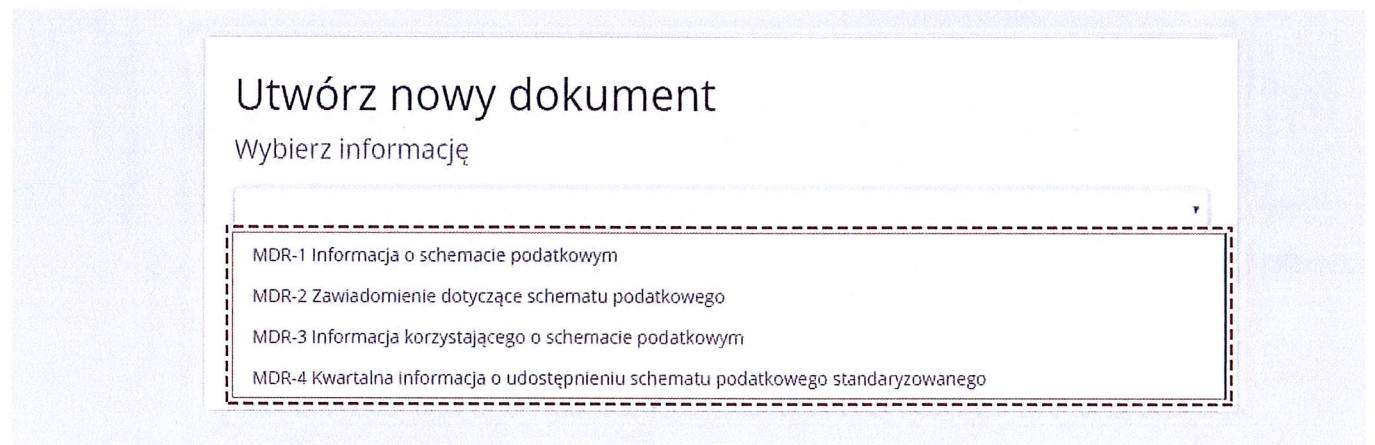 Utwórz nowy dokument
Wybierz informację
MDR-1 Informacja o schemacie podatkowym
MDR-2 Zawiadomienie dotyczące schematu podatkowego
MDR-3 Informacja korzystającego o schemacie podatkowym
MDR-4 Kwartalna informacja o udostępnieniu schematu podatkowego standaryzowanego